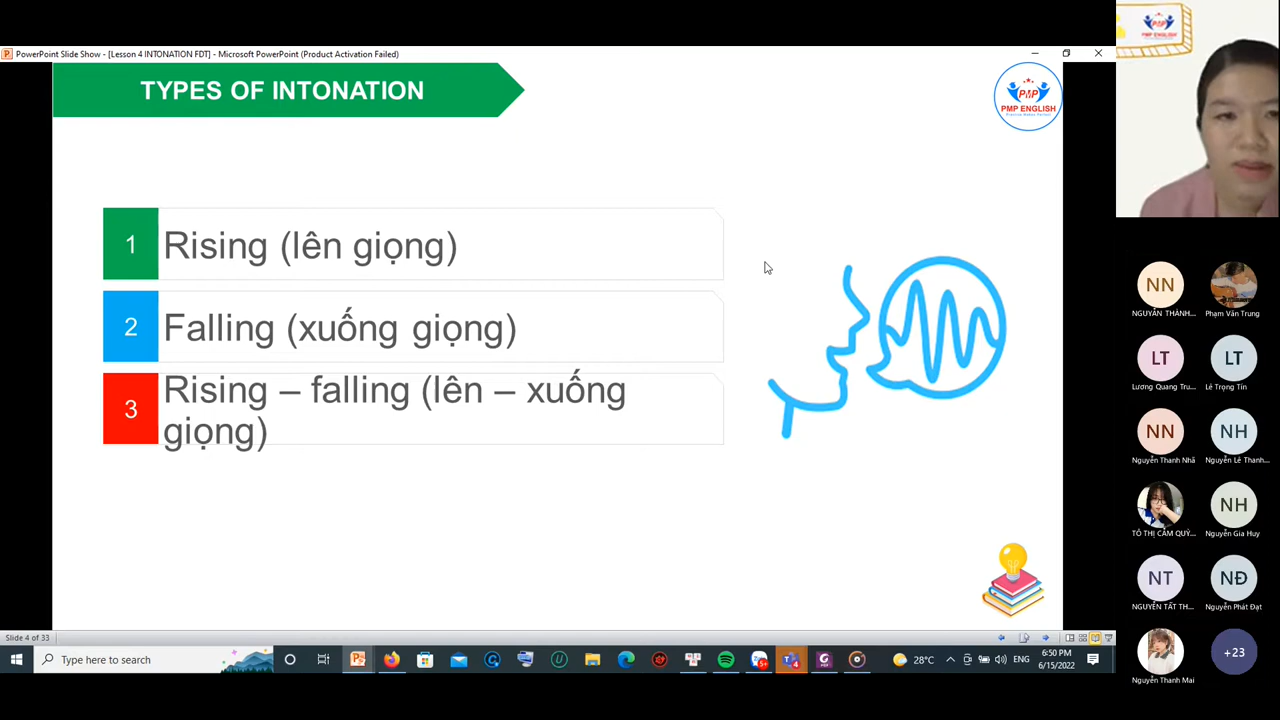 PMP ENGLISH
PowerPoint Slide Show - [Lesson 4 INTONATION FDT] - Microsoft PowerPoint (Product Activation Failed)
TYPES OF INTONATION
PMP
PMP ENGLISH
1 Rising (lên giọng)
2 Falling (xuống giọng)
3 Rising – falling (lên – xuống
giọng)
NN
NGUYỄN THÀNH...
Phạm Văn Trung
LT
LT
Lương Quang Tru...
Lê Trọng Tín
NN
NH
Nguyễn Thanh Nhã
Nguyễn Lê Thanh...
NH
TÔ THỊ CẨM QUỲ...
Nguyễn Gia Huy
NT
NĐ
NGUYỄN TẤT TH...
Nguyễn Phát Đạt
+23
Nguyễn Thanh Mai
Slide 4 of 33
Type here to search
28°C
ENG
6:50 PM
6/15/2022